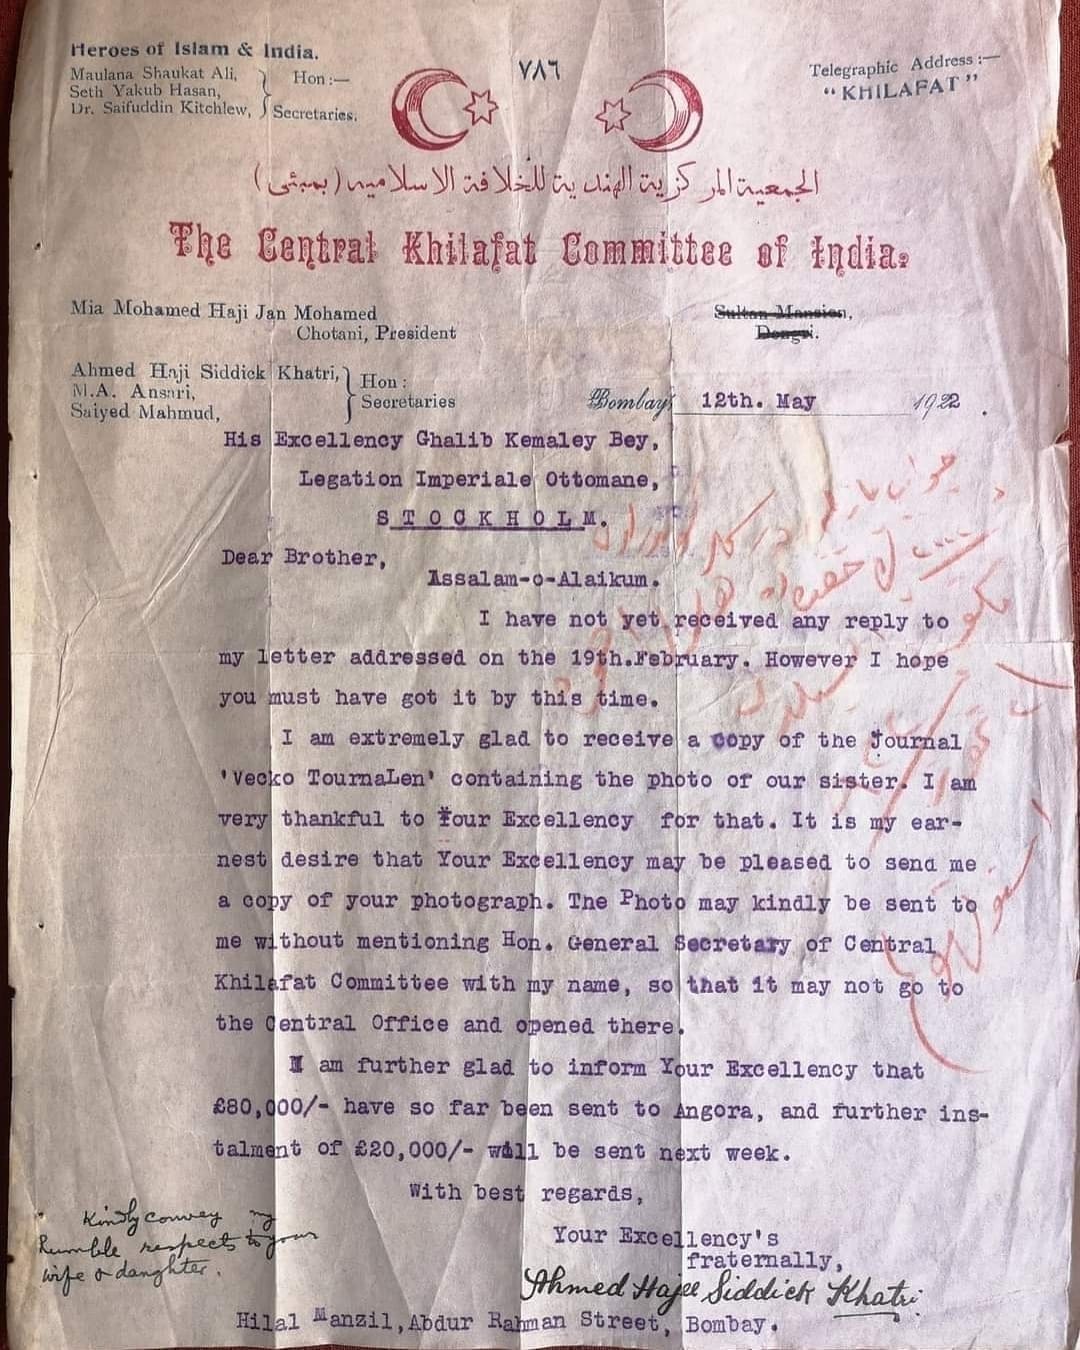 Heroes of Islam & India.
Maulana Shaukat Ali,
Seth Yakub Hasan,
Dr. Saifuddin Kitchlew,
Hon:—
Secretaries.
٧٨٦
Telegraphic Address:—
"KHILAFAT"
الجمعية المركزية الهندية للخلافة الاسلامية (بمبئى)
The Central Khilafat Committee of India.
Mia Mohamed Haji Jan Mohamed
Chotani, President
Sultan Mansion,
Dongri.
Ahmed Haji Siddick Khatri,
M.A. Ansari,
Saiyed Mahmud,
Hon:
Secretaries
Bombay, 12th. May 1922.
His Excellency Ghalib Kemaley Bey,
Legation Imperiale Ottomane,
STOCKHOLM.
Dear Brother,
Assalam-o-Alaikum.
I have not yet received any reply to
my letter addressed on the 19th.February. However I hope
you must have got it by this time.
I am extremely glad to receive a copy of the Journal
'Vecko TournaLen' containing the photo of our sister. I am
very thankful to Your Excellency for that. It is my ear-
nest desire that Your Excellency may be pleased to send me
a copy of your photograph. The Photo may kindly be sent to
me without mentioning Hon. General Secretary of Central
Khilafat Committee with my name, so that it may not go to
the Central Office and opened there.
I am further glad to inform Your Excellency that
£80,000/- have so far been sent to Angora, and further ins-
talment of £20,000/- will be sent next week.
With best regards,
Your Excellency's
fraternally,
Ahmed Hajee Siddick Khatri
Kindly convey my
Rumble respects to your
wife & daughter.
Hilal Manzil,Abdur Rahman Street, Bombay.